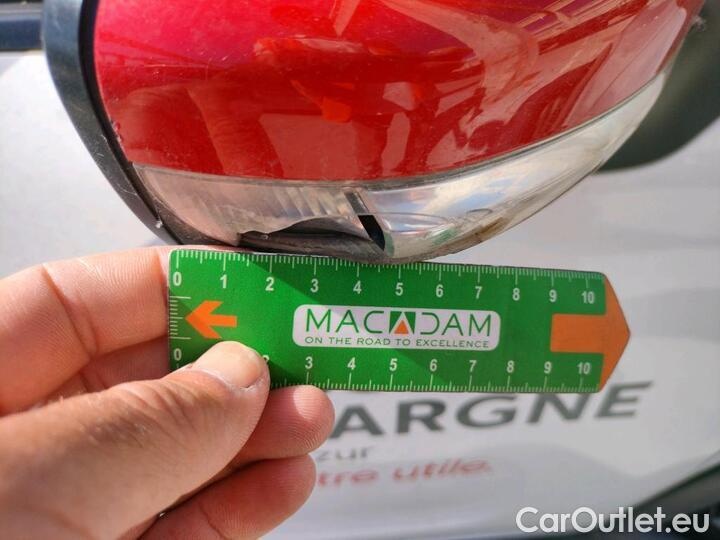 0 1 2 3 4 5 6 7 8 9 10
MACADAM
ON THE ROAD TO EXCELLENCE
0 2 3 4 5 6 7 8 9 10
ARGNE
zur
tre utile.
CarOutlet.eu